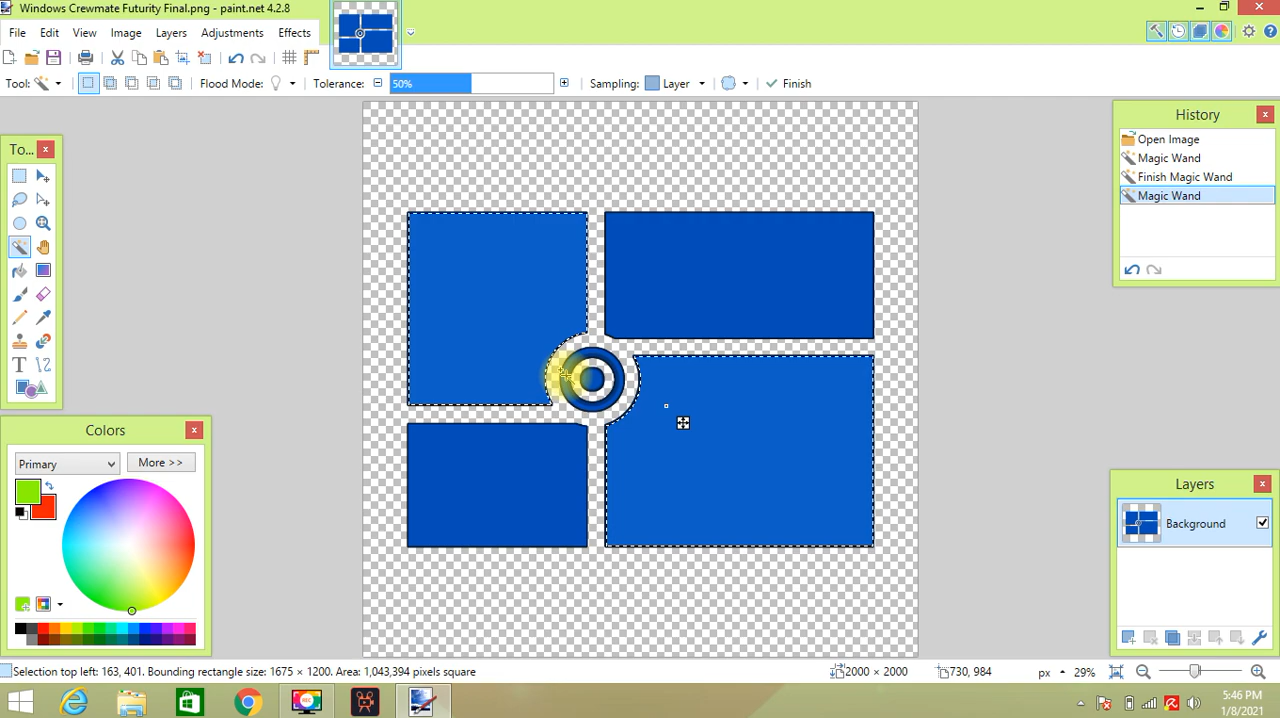 Windows Crewmate Futurity Final.png - paint.net 4.2.8
File Edit View Image Layers Adjustments Effects
Tool: Flood Mode: Tolerance: 50% Sampling: Layer Finish
To...
History
Open Image
Magic Wand
Finish Magic Wand
Magic Wand
Colors
Primary More >>
Layers
Background
Selection top left: 163, 401. Bounding rectangle size: 1675 × 1200. Area: 1,043,394 pixels square 2000 × 2000 730, 984 px 29%
REC
5:46 PM
1/8/2021